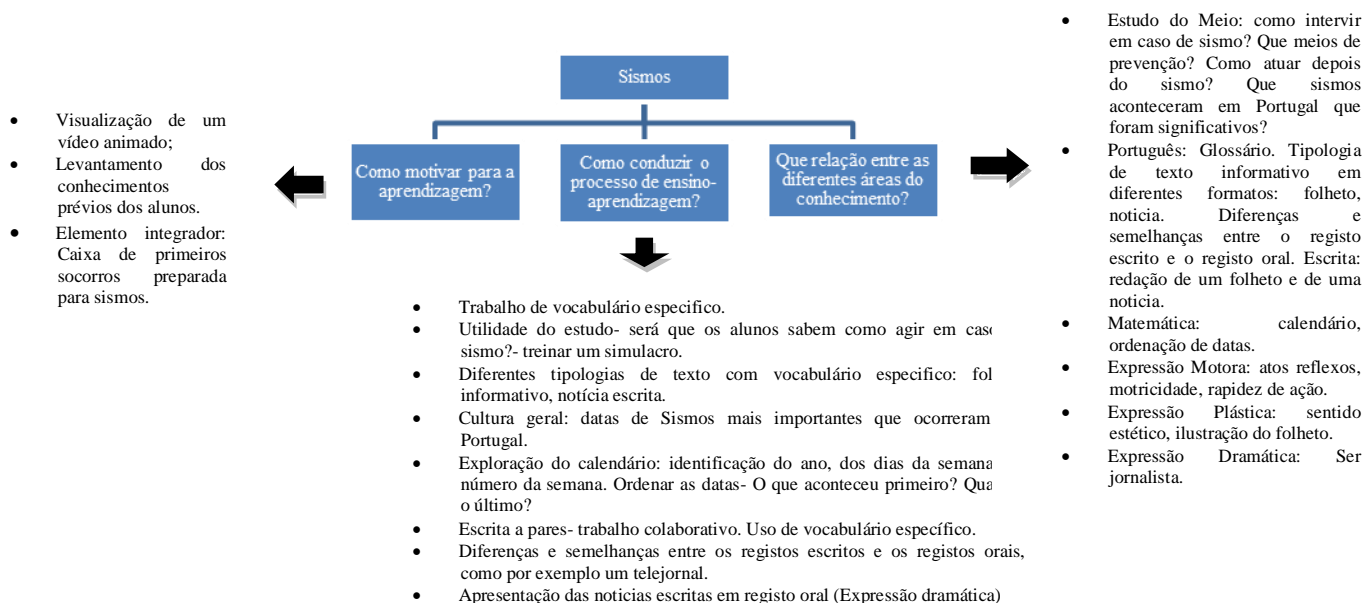 Sismos
Como motivar para a
aprendizagem?
Como conduzir o
processo de ensino-
aprendizagem?
Que relação entre as
diferentes áreas do
conhecimento?
• Visualização de um
vídeo animado;
• Levantamento dos
conhecimentos
prévios dos alunos.
• Elemento integrador:
Caixa de primeiros
socorros preparada
para sismos.
• Trabalho de vocabulário especifico.
• Utilidade do estudo- será que os alunos sabem como agir em caso
sismo?- treinar um simulacro.
• Diferentes tipologias de texto com vocabulário especifico: fol
informativo, notícia escrita.
• Cultura geral: datas de Sismos mais importantes que ocorreram
Portugal.
• Exploração do calendário: identificação do ano, dos dias da semana
número da semana. Ordenar as datas- O que aconteceu primeiro? Qua
o último?
• Escrita a pares- trabalho colaborativo. Uso de vocabulário específico.
• Diferenças e semelhanças entre os registos escritos e os registos orais,
como por exemplo um telejornal.
• Apresentação das noticias escritas em registo oral (Expressão dramática)
• Estudo do Meio: como intervir
em caso de sismo? Que meios de
prevenção? Como atuar depois
do sismo? Que sismos
aconteceram em Portugal que
foram significativos?
• Português: Glossário. Tipologia
de texto informativo em
diferentes formatos: folheto,
noticia. Diferenças e
semelhanças entre o registo
escrito e o registo oral. Escrita:
redação de um folheto e de uma
noticia.
• Matemática: calendário,
ordenação de datas.
• Expressão Motora: atos reflexos,
motricidade, rapidez de ação.
• Expressão Plástica: sentido
estético, ilustração do folheto.
• Expressão Dramática: Ser
jornalista.